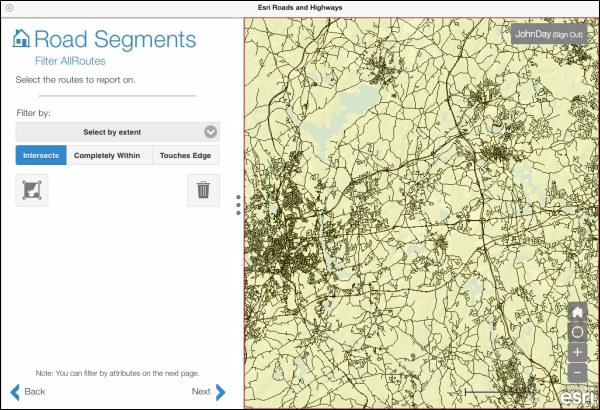 Esri Roads and Highways
Road Segments
Filter AllRoutes
Select the routes to report on.
Filter by:
Select by extent
Intersects
Completely Within
Touches Edge
Note: You can filter by attributes on the next page.
Back
Next
JohnDay (Sign Out)
+
−
esri